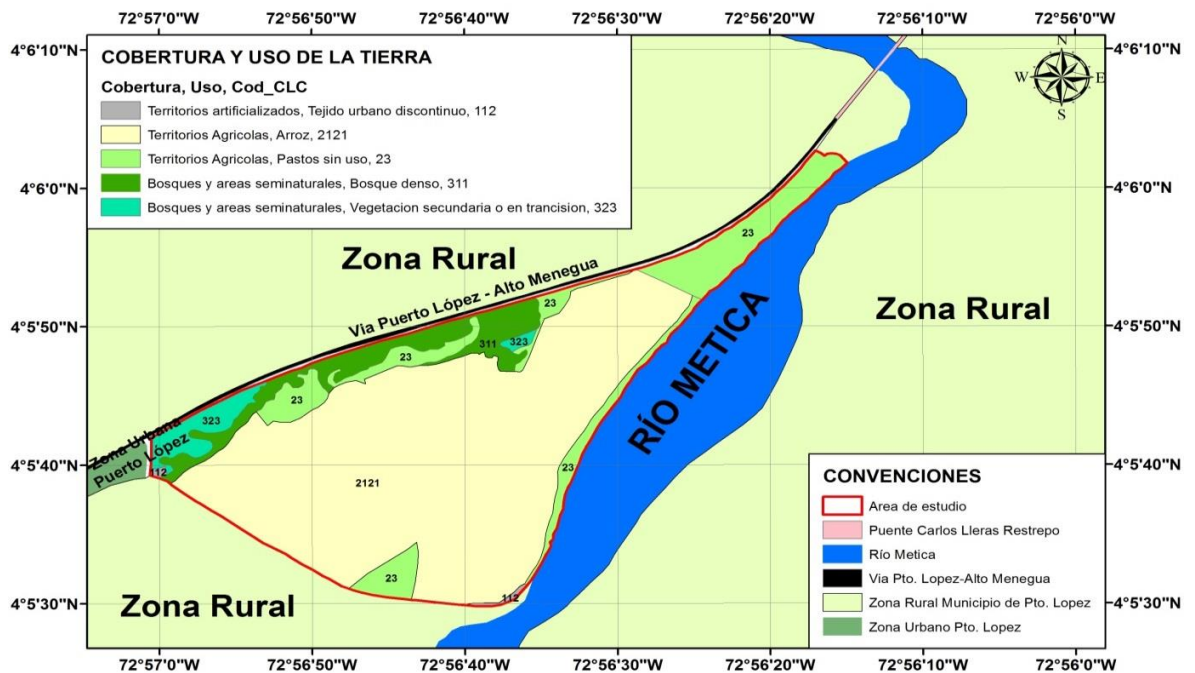 72°57'0"W 72°56'50"W 72°56'40"W 72°56'30"W 72°56'20"W 72°56'10"W 72°56'0"W
4°6'10"N
4°6'10"N
COBERTURA Y USO DE LA TIERRA
Cobertura, Uso, Cod_CLC
Territorios artificializados, Tejido urbano discontinuo, 112
Territorios Agricolas, Arroz, 2121
Territorios Agricolas, Pastos sin uso, 23
Bosques y areas seminaturales, Bosque denso, 311
Bosques y areas seminaturales, Vegetacion secundaria o en trancision, 323
N
W E
S
4°6'0"N
4°6'0"N
23
Zona Rural
Via Puerto López - Alto Menegua
Zona Rural
4°5'50"N
4°5'50"N
23
311
323
23
23
323
RÍO METICA
Zona Urbana
Puerto López
112
4°5'40"N
4°5'40"N
23
2121
23
112
Zona Rural
4°5'30"N
4°5'30"N
CONVENCIONES
Area de estudio
Puente Carlos Lleras Restrepo
Río Metica
Via Pto. Lopez-Alto Menegua
Zona Rural Municipio de Pto. Lopez
Zona Urbano Pto. Lopez
72°57'0"W 72°56'50"W 72°56'40"W 72°56'30"W 72°56'20"W 72°56'10"W 72°56'0"W